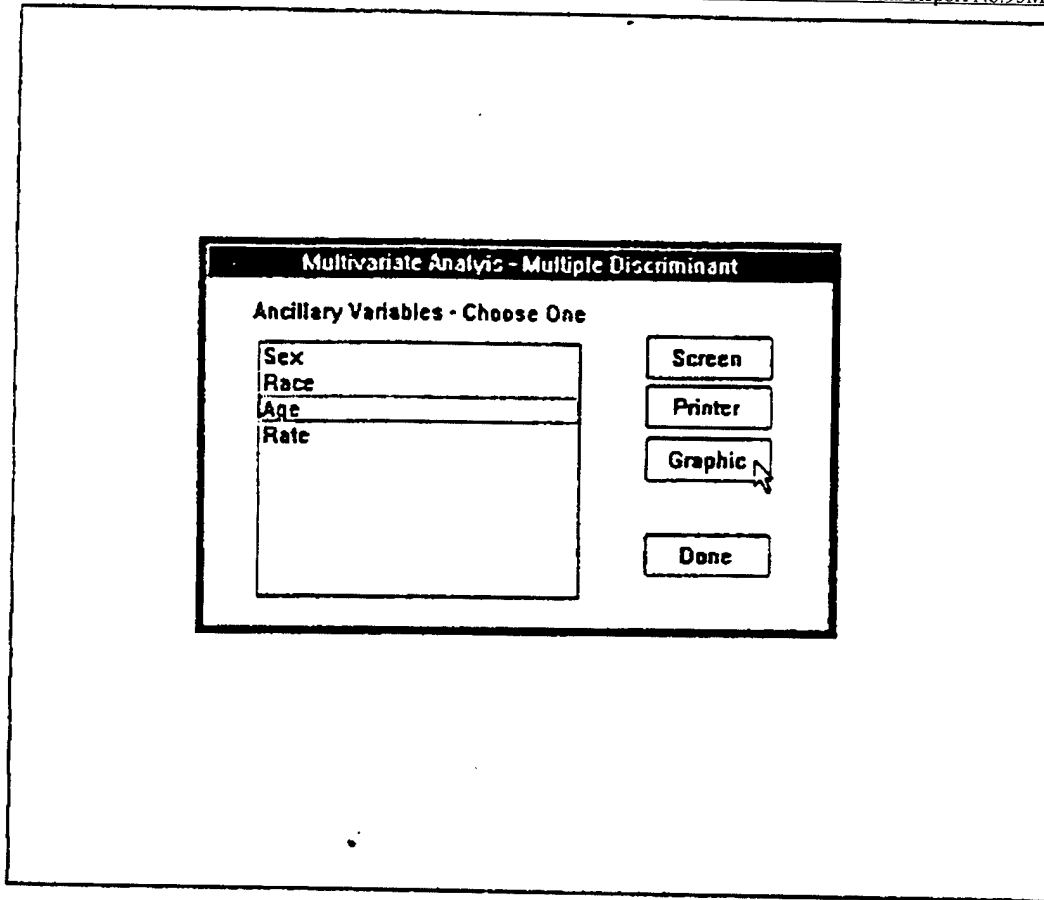 Multivariate Analyis - Multiple Discriminant
Ancillary Variables - Choose One
Sex
Race
Age
Rate
Screen
Printer
Graphic
Done